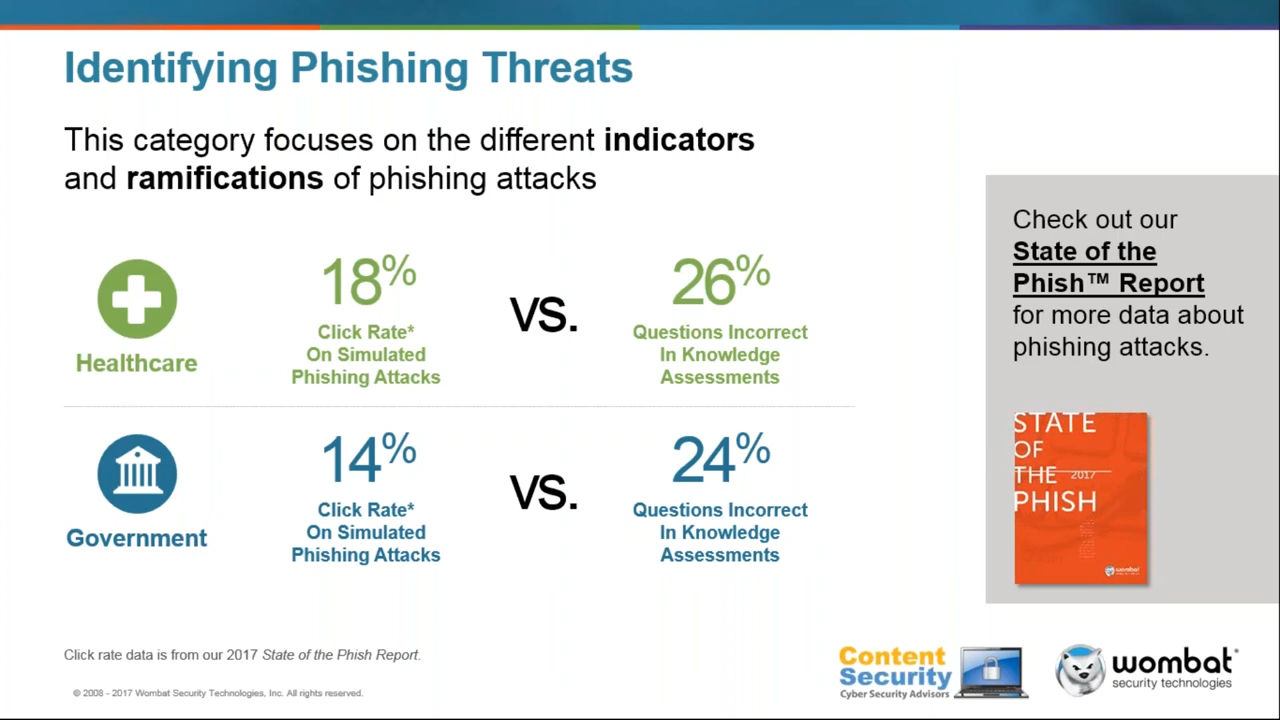 Identifying Phishing Threats
This category focuses on the different indicators
and ramifications of phishing attacks
Healthcare
18%
Click Rate*
On Simulated
Phishing Attacks
VS.
26%
Questions Incorrect
In Knowledge
Assessments
Government
14%
Click Rate*
On Simulated
Phishing Attacks
VS.
24%
Questions Incorrect
In Knowledge
Assessments
Check out our
State of the
Phish™ Report
for more data about
phishing attacks.
STATE
OF
THE 2017
PHISH
wombat
Click rate data is from our 2017 State of the Phish Report.
© 2008 - 2017 Wombat Security Technologies, Inc. All rights reserved.
Content
Security
Cyber Security Advisors
wombat
security technologies